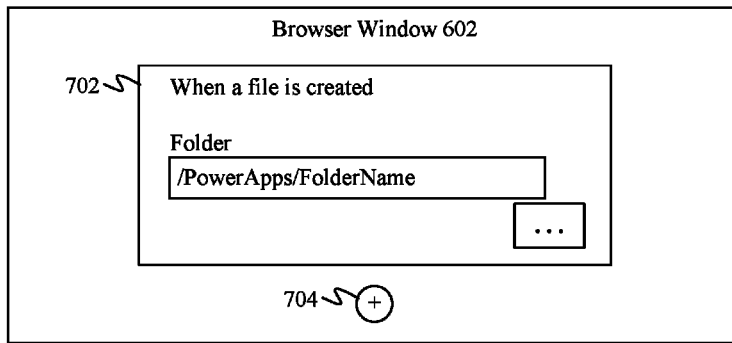 Browser Window 602
702
When a file is created
Folder
/PowerApps/FolderName
...
704
+